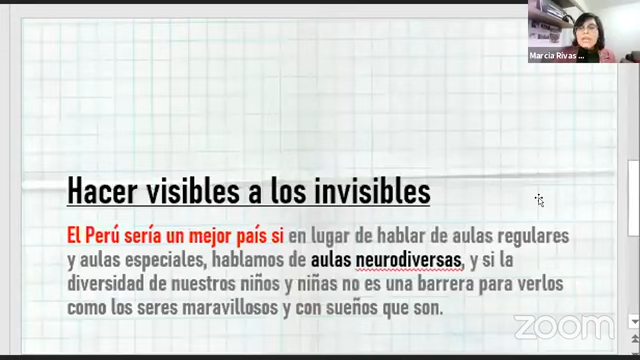 Marcia Rivas ...
Hacer visibles a los invisibles
El Perú sería un mejor país si en lugar de hablar de aulas regulares
y aulas especiales, hablamos de aulas neurodiversas, y si la
diversidad de nuestros niños y niñas no es una barrera para verlos
como los seres maravillosos y con sueños que son.
zoom